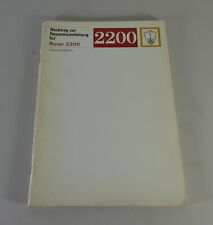 Nachtrag zur
Reparaturanleitung
für
Rover 2200
2200